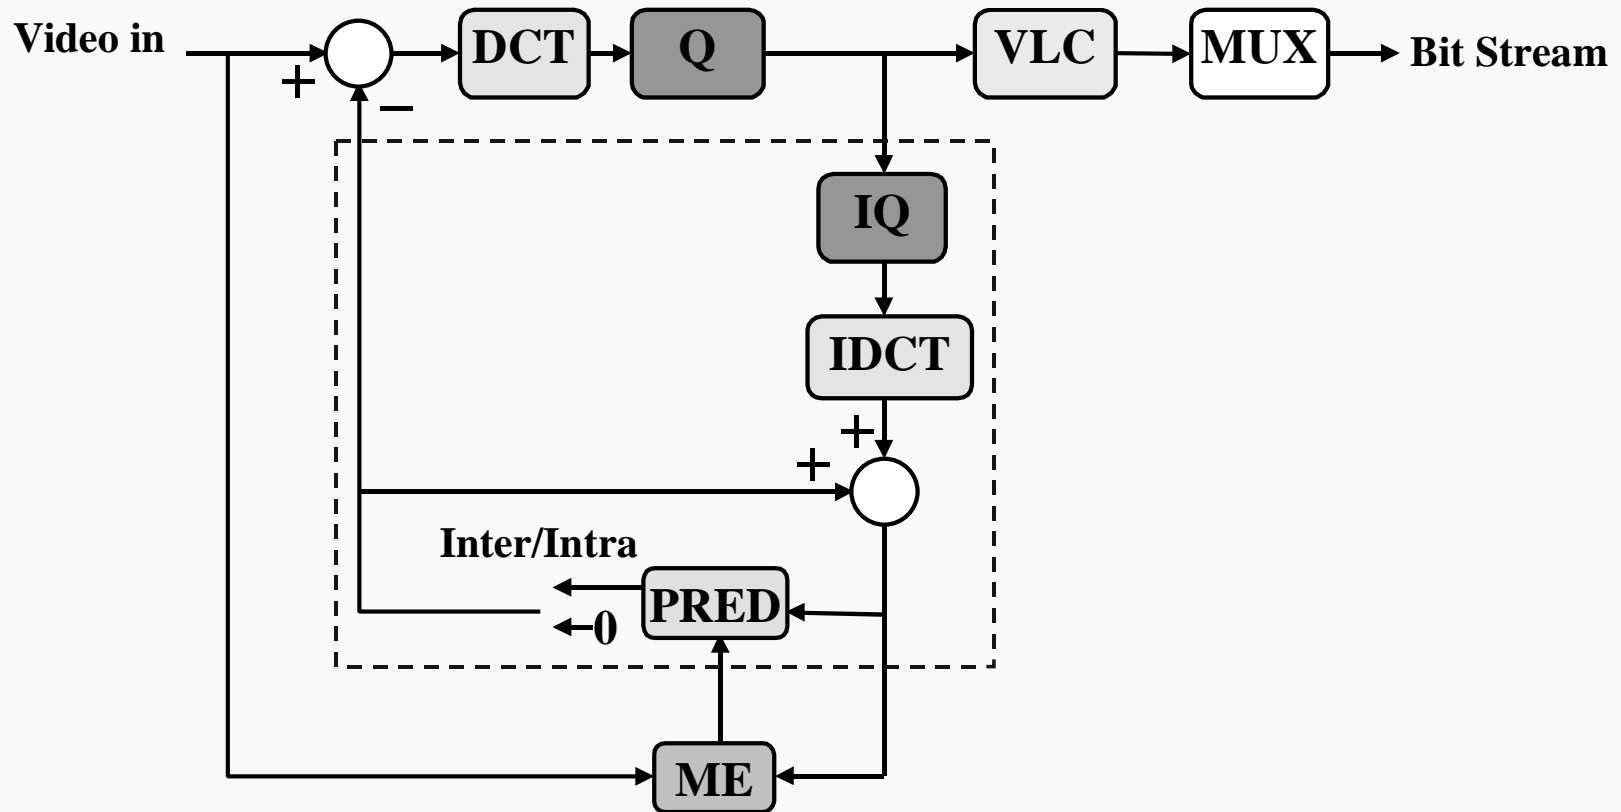 Video in
DCT
Q
VLC
MUX
Bit Stream
+
−
IQ
IDCT
+
+
Inter/Intra
PRED
0
ME